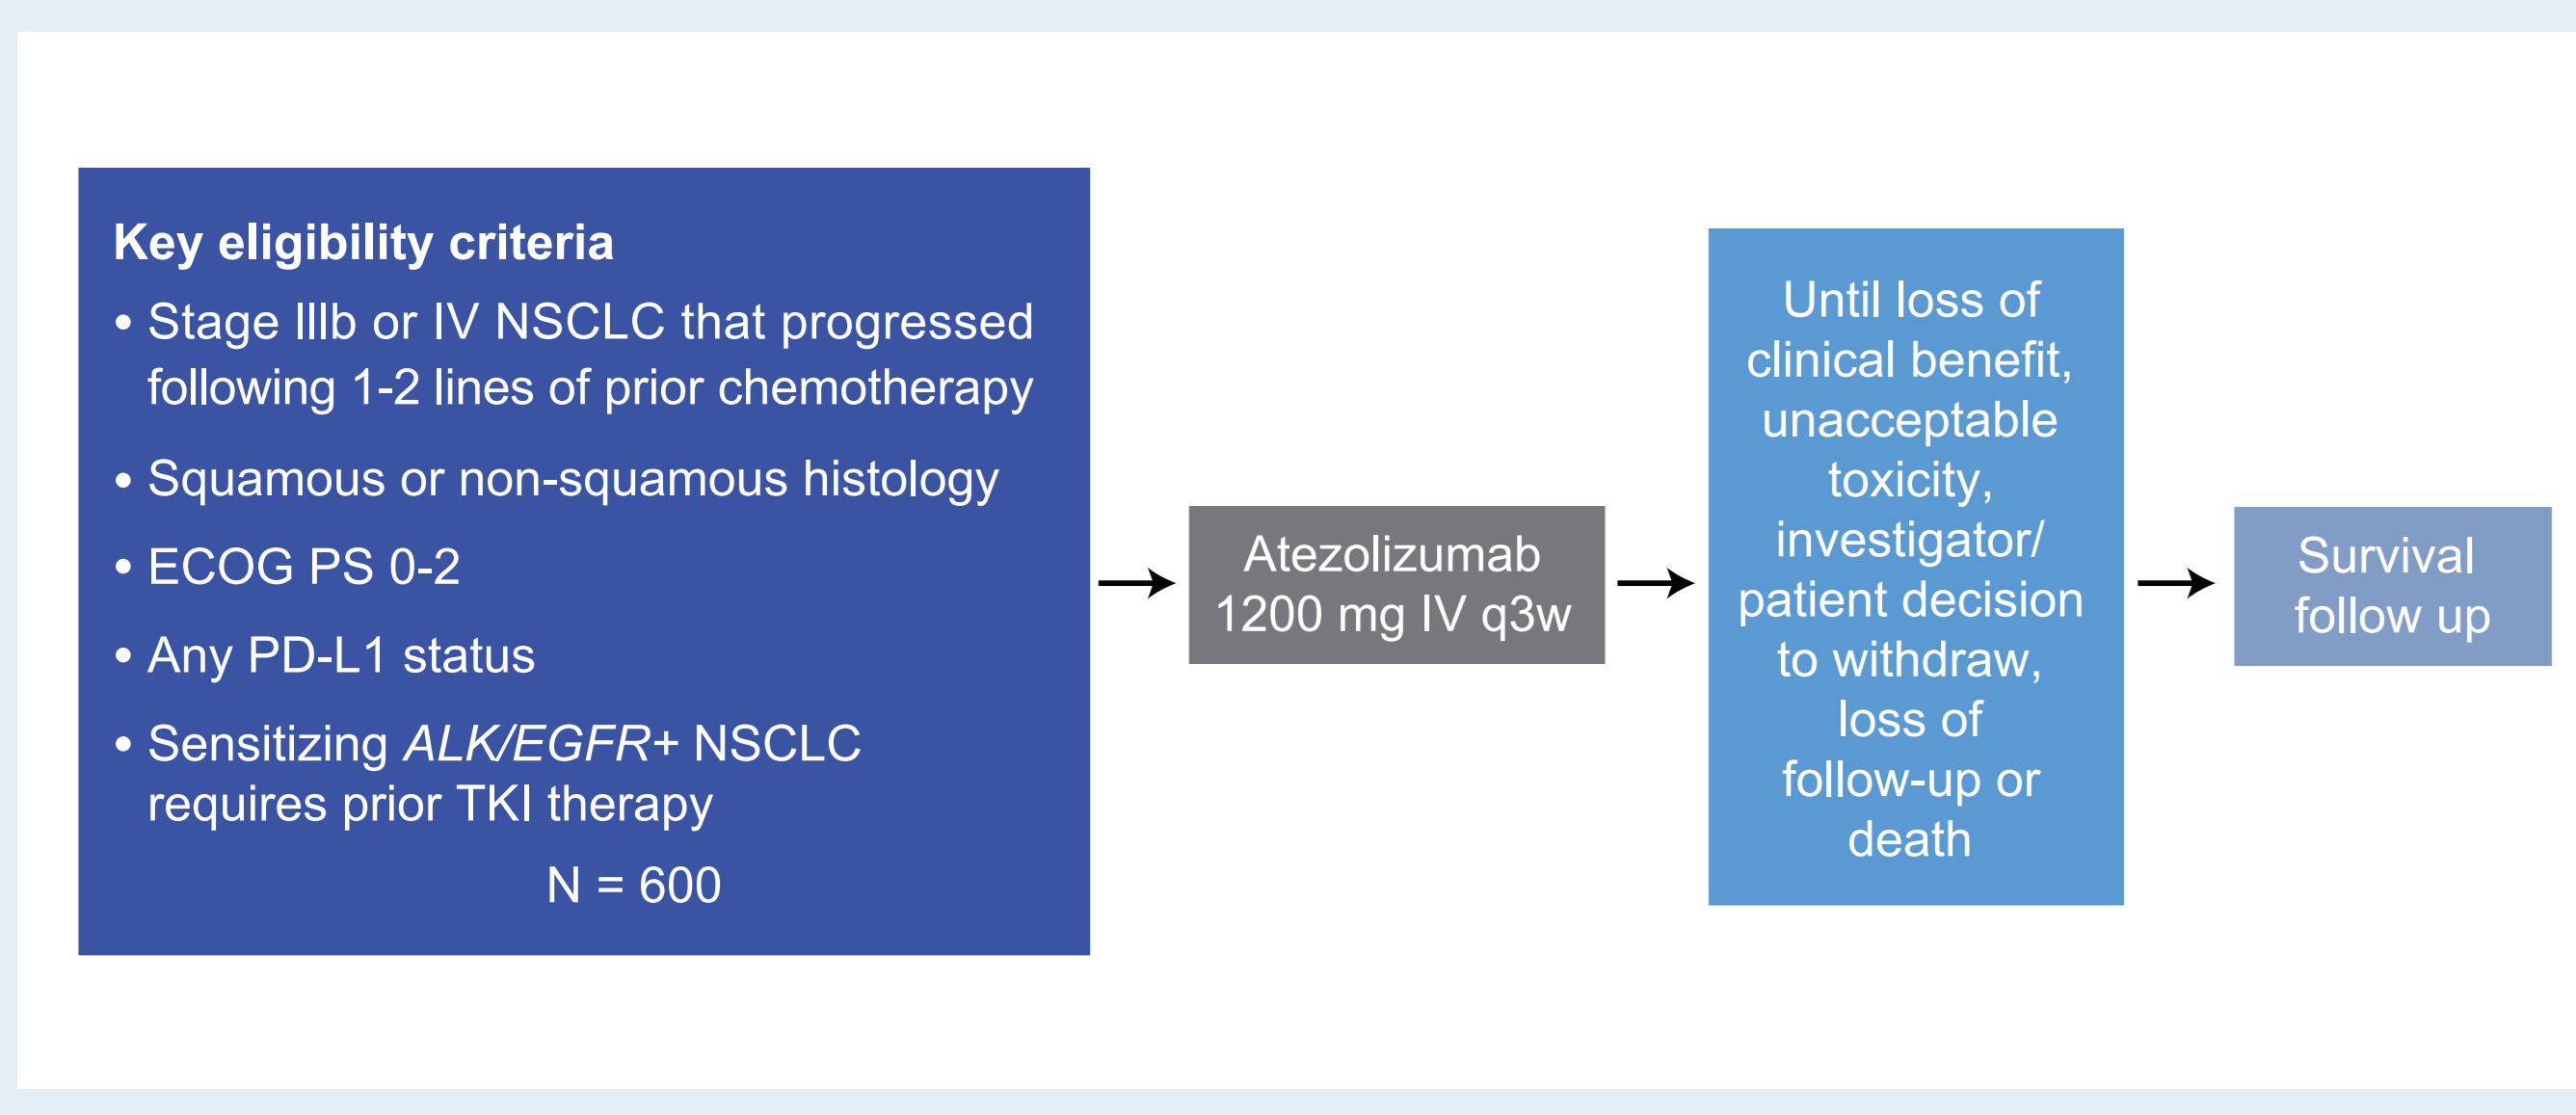 Key eligibility criteria
• Stage IIIb or IV NSCLC that progressed
following 1-2 lines of prior chemotherapy
• Squamous or non-squamous histology
• ECOG PS 0-2
• Any PD-L1 status
• Sensitizing ALK/EGFR+ NSCLC
requires prior TKI therapy
N = 600
Atezolizumab
1200 mg IV q3w
Until loss of
clinical benefit,
unacceptable
toxicity,
investigator/
patient decision
to withdraw,
loss of
follow-up or
death
Survival
follow up